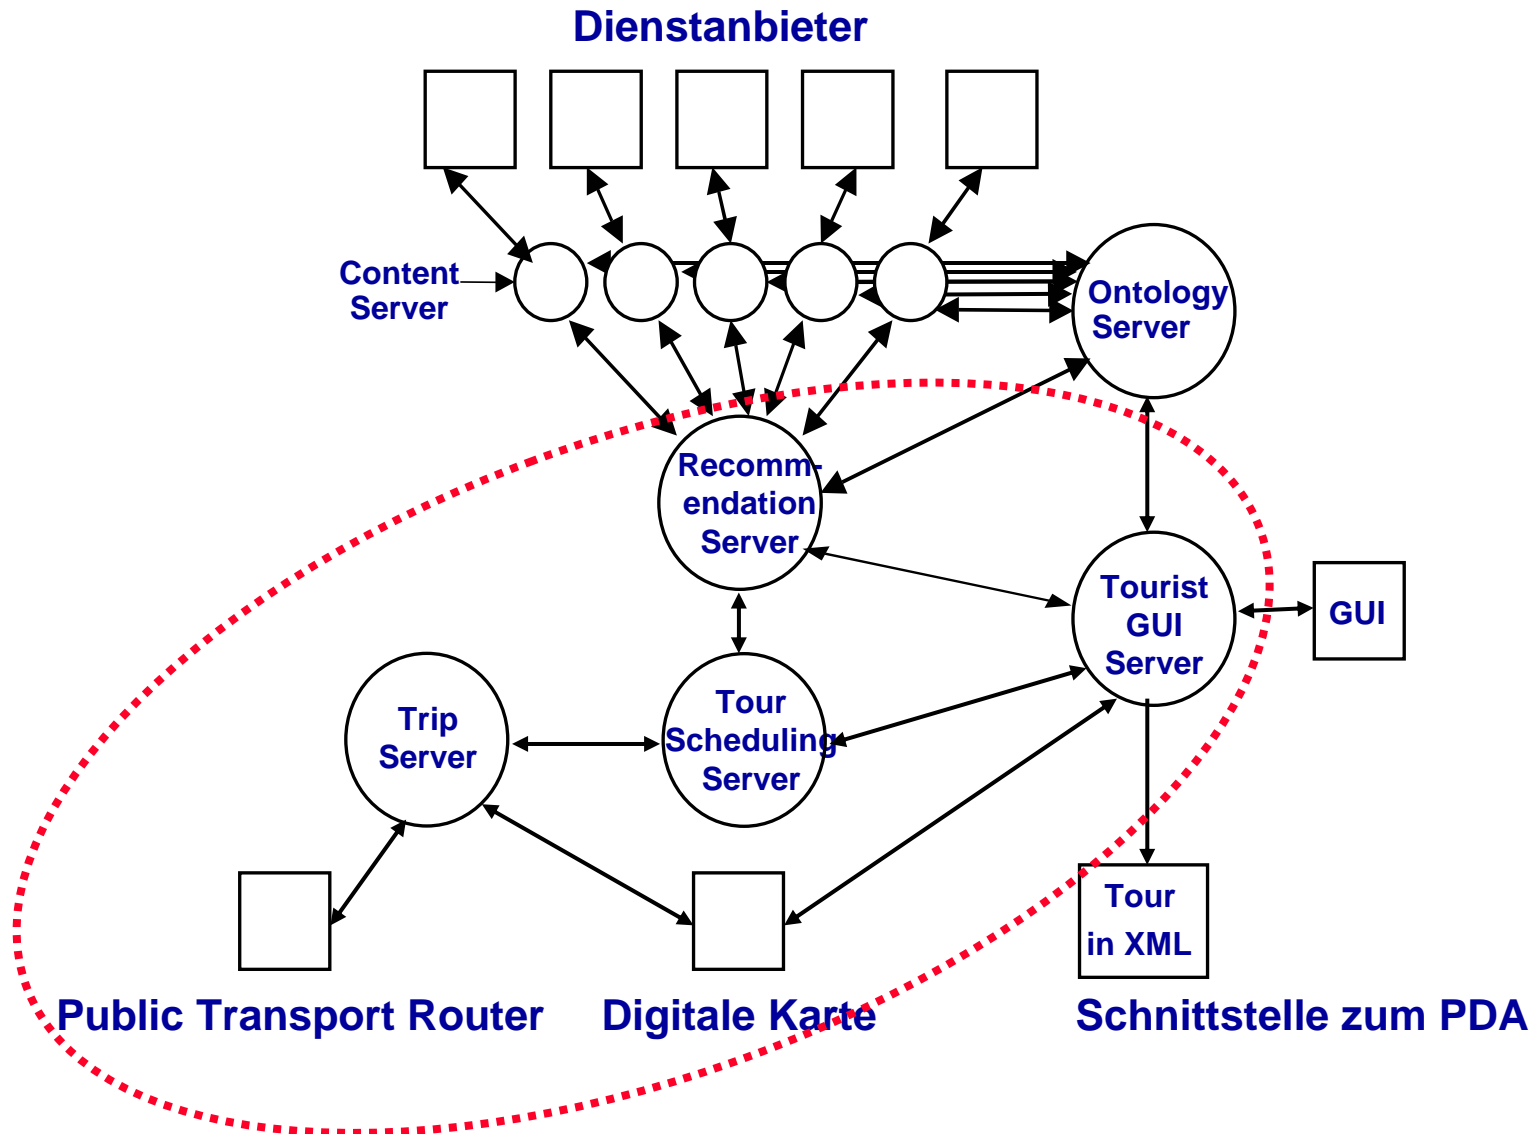 Dienstanbieter
Content
Server
Ontology
Server
Recomm-
endation
Server
Tourist
GUI
Server
GUI
Trip
Server
Tour
Scheduling
Server
Tour
in XML
Public Transport Router
Digitale Karte
Schnittstelle zum PDA